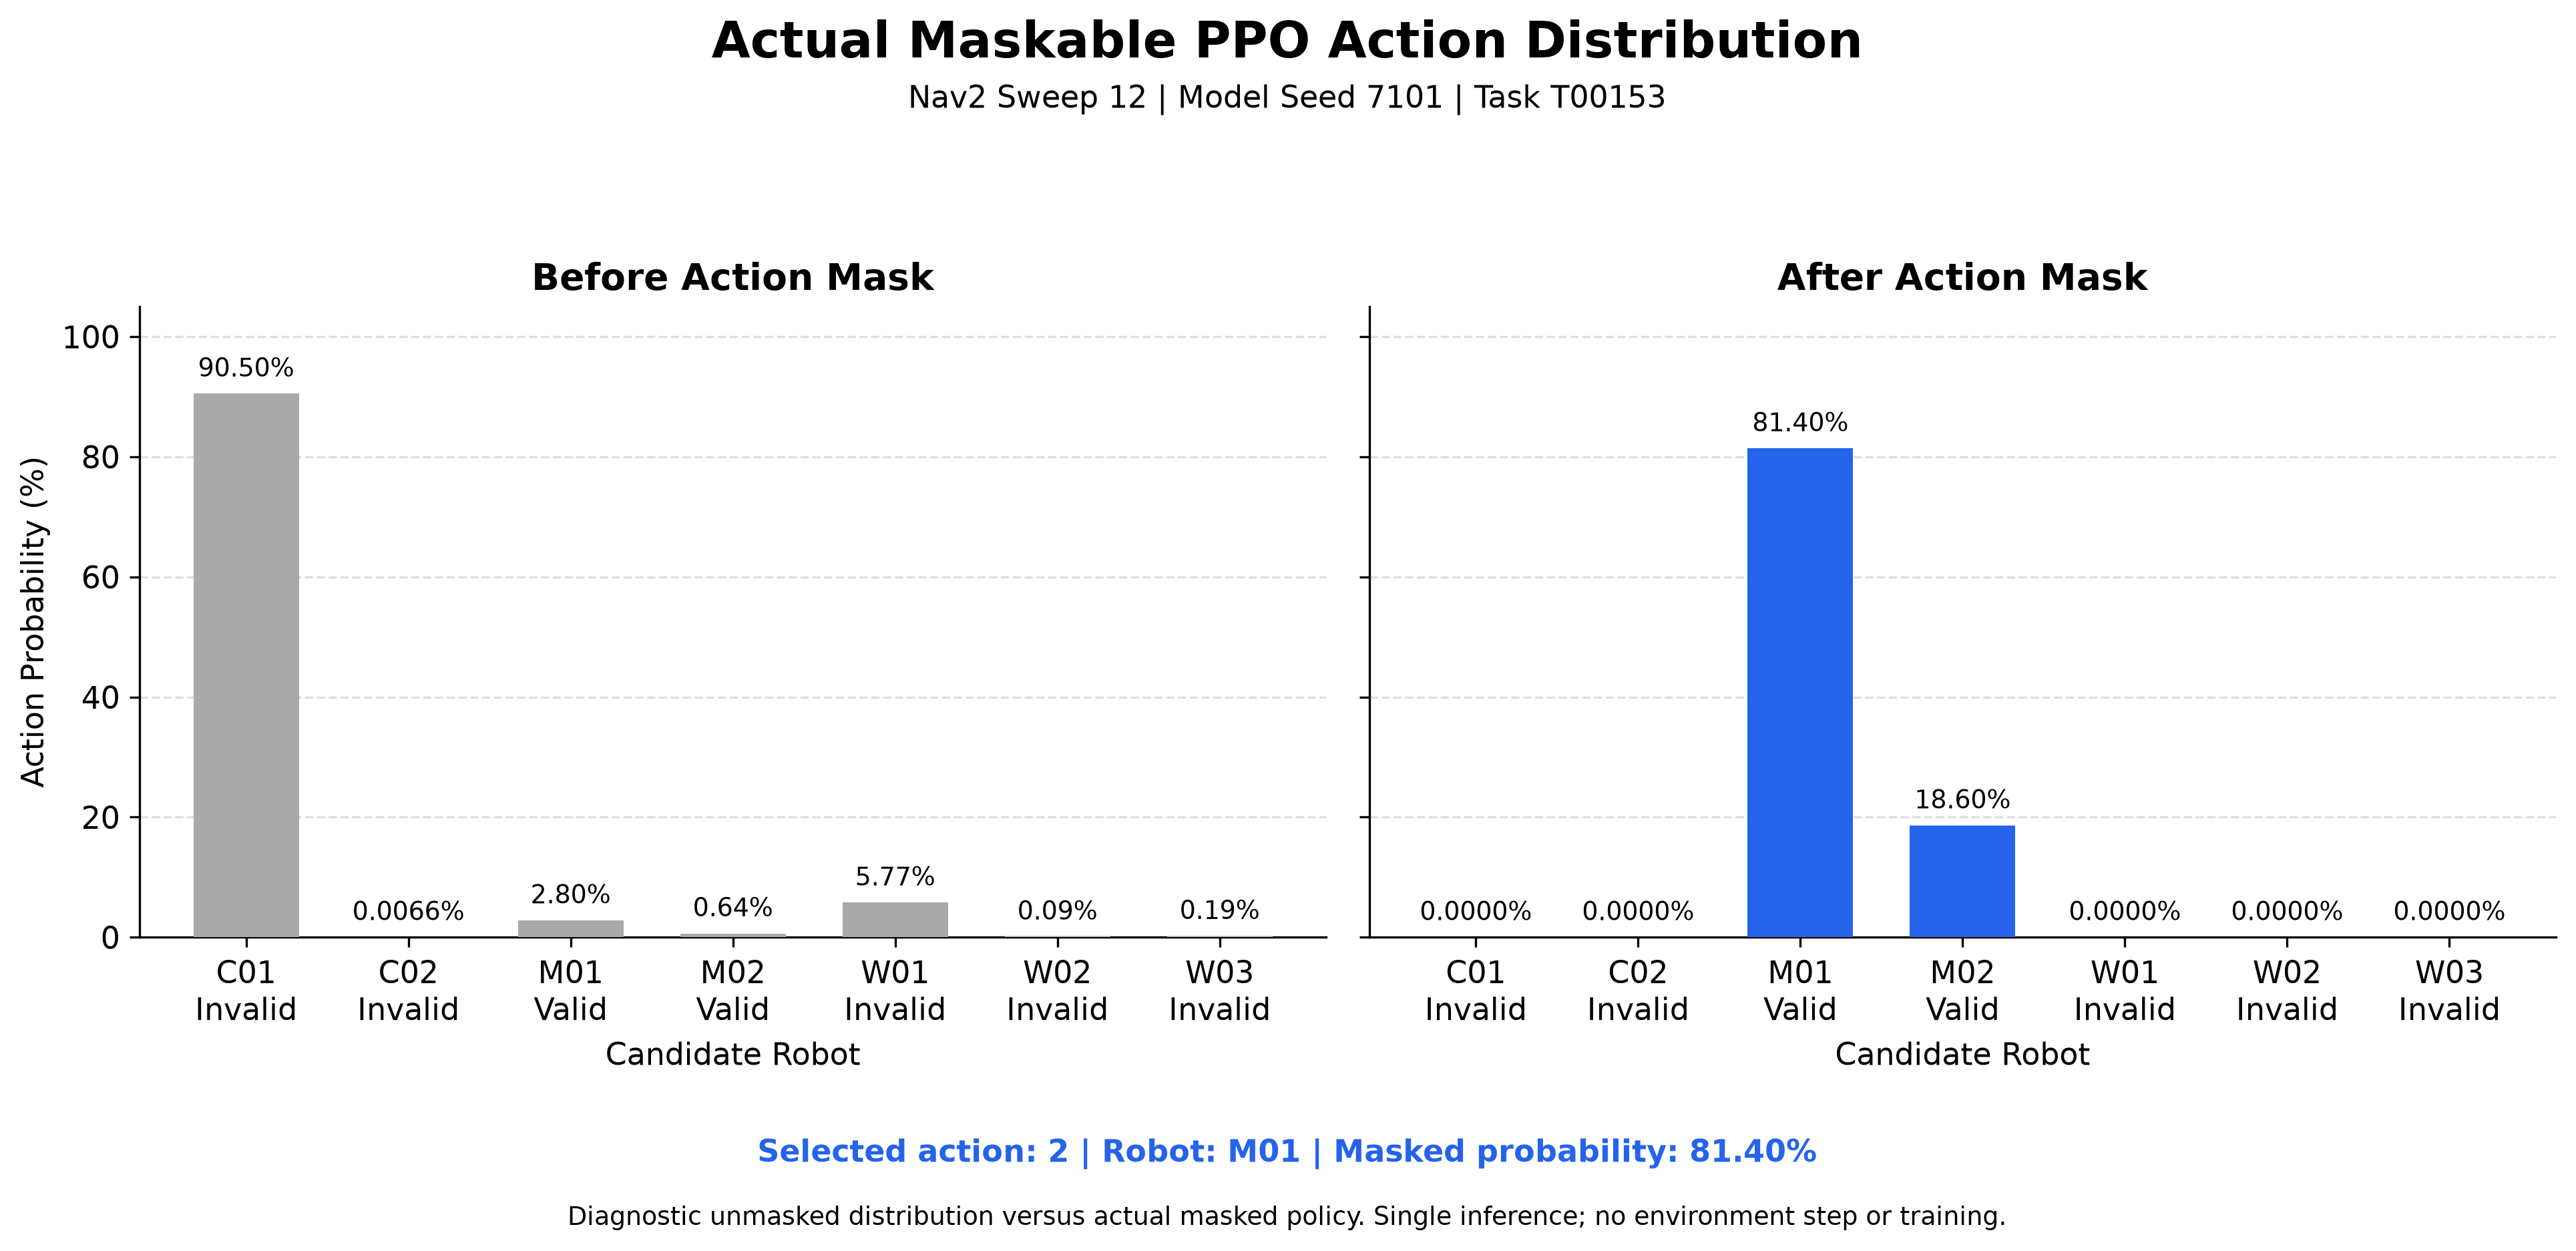 Actual Maskable PPO Action Distribution
Nav2 Sweep 12 | Model Seed 7101 | Task T00153
Before Action Mask
Action Probability (%)
100
80
60
40
20
0
90.50%
0.0066%
2.80%
0.64%
5.77%
0.09%
0.19%
C01 C02 M01 M02 W01 W02 W03
Invalid Invalid Valid Valid Invalid Invalid Invalid
Candidate Robot
After Action Mask
0.0000%
0.0000%
81.40%
18.60%
0.0000%
0.0000%
0.0000%
C01 C02 M01 M02 W01 W02 W03
Invalid Invalid Valid Valid Invalid Invalid Invalid
Candidate Robot
Selected action: 2 | Robot: M01 | Masked probability: 81.40%
Diagnostic unmasked distribution versus actual masked policy. Single inference; no environment step or training.